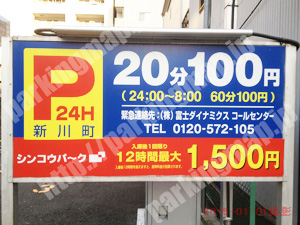 P
24H
新川町
シンコウパーク
20分100円
(24:00~8:00 60分100円)
緊急連絡先:(株)富士ダイナミクス コールセンター
TEL 0120-572-105
入庫後1回限り
12時間最大 1,500円